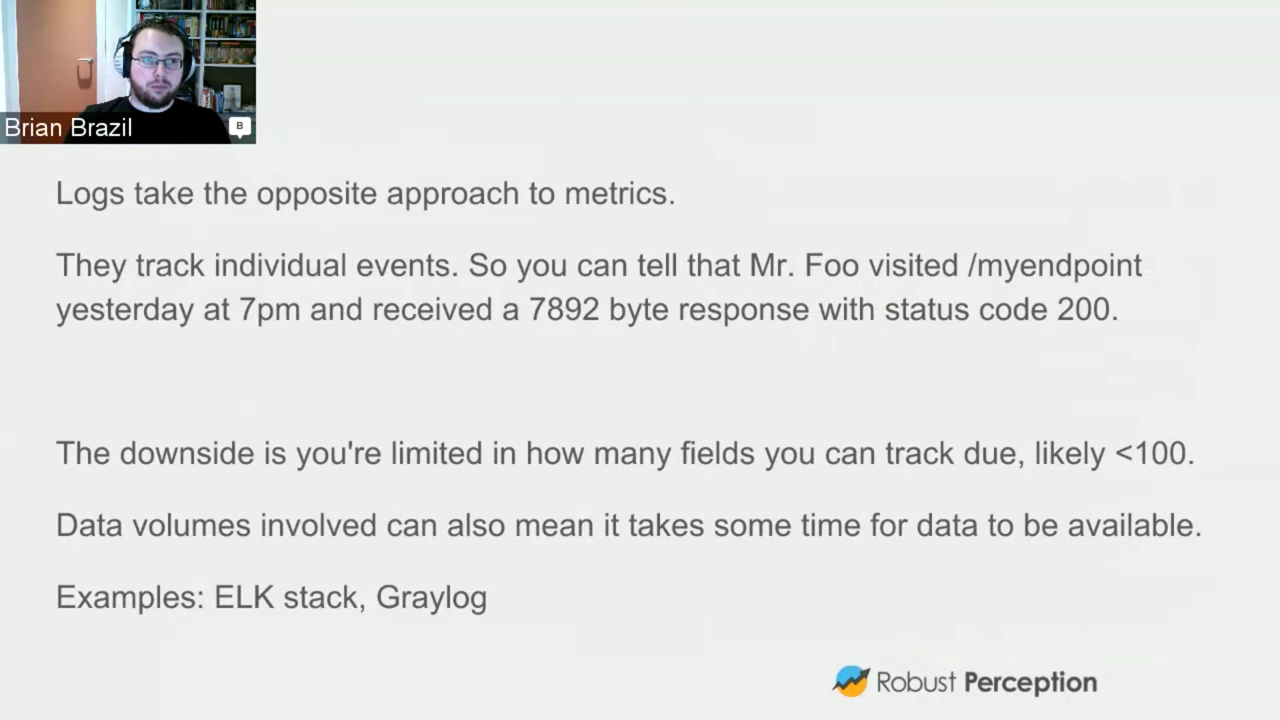 Brian Brazil
B
Logs take the opposite approach to metrics.
They track individual events. So you can tell that Mr. Foo visited /myendpoint
yesterday at 7pm and received a 7892 byte response with status code 200.
The downside is you're limited in how many fields you can track due, likely <100.
Data volumes involved can also mean it takes some time for data to be available.
Examples: ELK stack, Graylog
Robust Perception